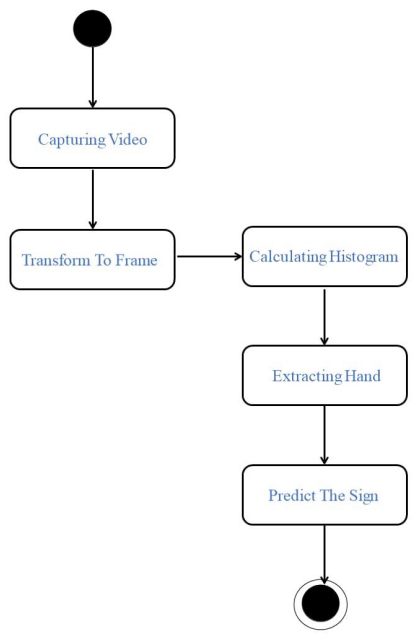 Capturing Video
Transform To Frame
Calculating Histogram
Extracting Hand
Predict The Sign